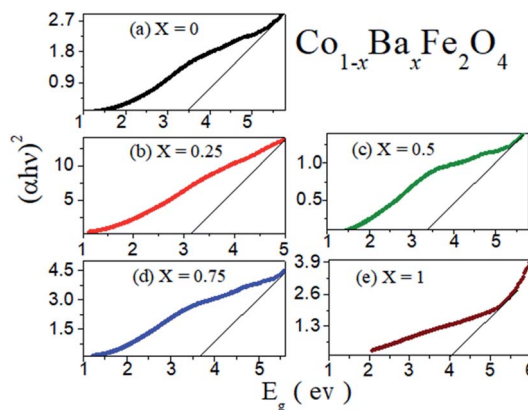 2.7
1.8
0.9
(a) X = 0
1 2 3 4 5
Co1-xBaxFe2O4
(αhν)²
10
5
(b) X = 0.25
1 2 3 4 5
1.0
0.5
(c) X = 0.5
1 2 3 4 5
4.5
3.0
1.5
(d) X = 0.75
1 2 3 4 5
3.9
2.6
1.3
(e) X = 1
1 2 3 4 5 6
Eg ( ev )